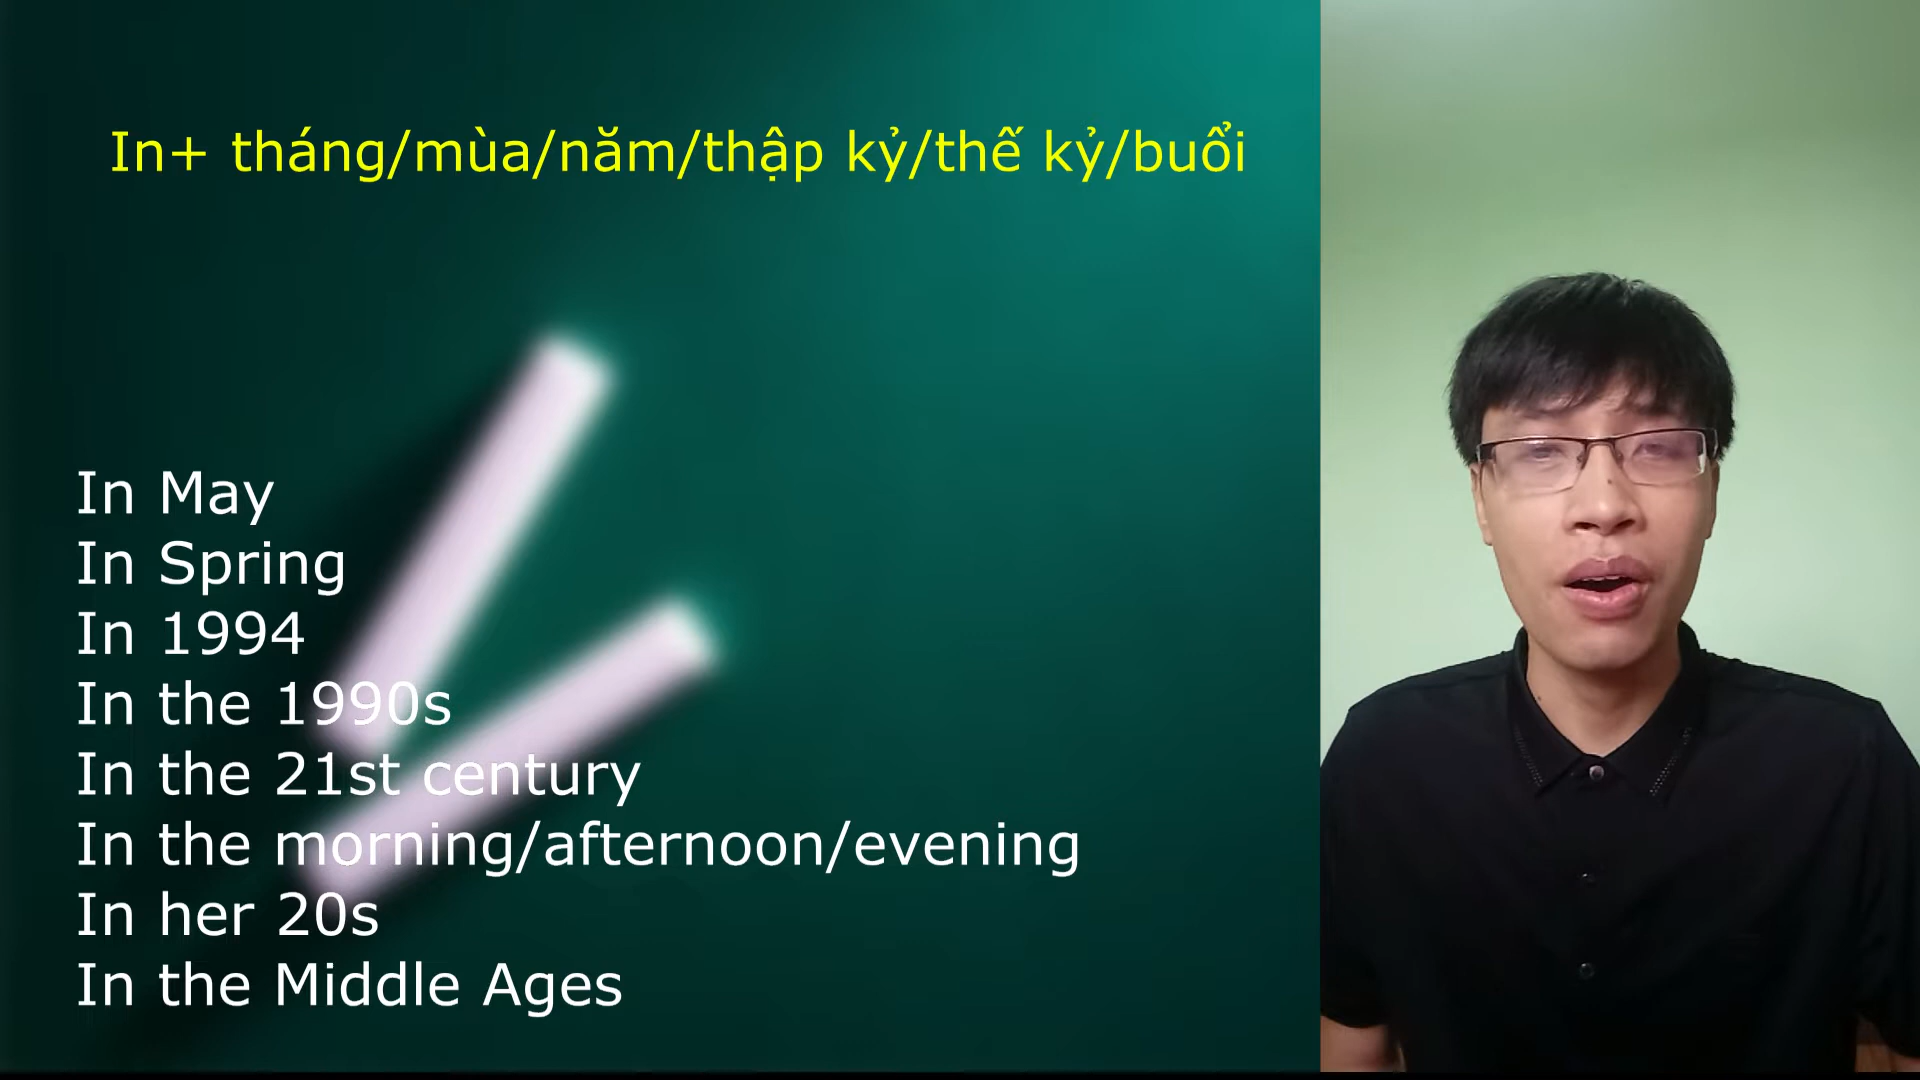 In+ tháng/mùa/năm/thập kỷ/thế kỷ/buổi
In May
In Spring
In 1994
In the 1990s
In the 21st century
In the morning/afternoon/evening
In her 20s
In the Middle Ages